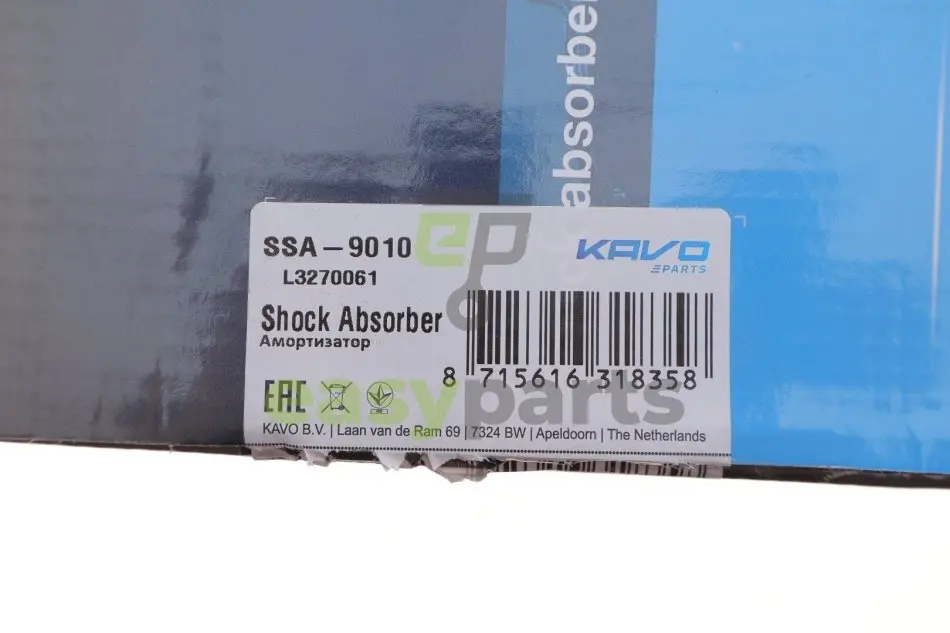 absorber
SSA – 9010
KAVO
PARTS
L3270061
Shock Absorber
Амортизатор
8 715616 318358
EAC
easyparts
KAVO B.V. | Laan van de Ram 69 | 7324 BW | Apeldoorn | The Netherlands